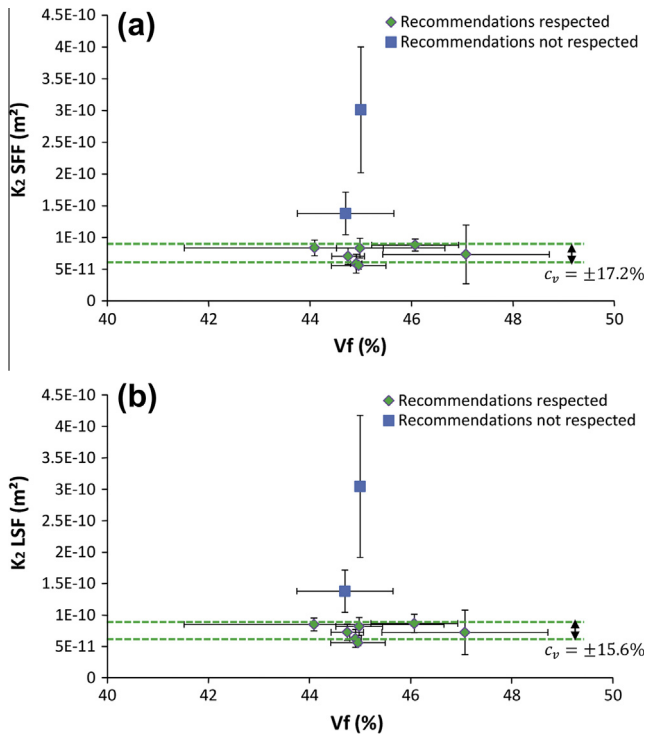 (a)
Recommendations respected
Recommendations not respected
K₂ SFF (m²)
4.5E-10
4E-10
3.5E-10
3E-10
2.5E-10
2E-10
1.5E-10
1E-10
5E-11
0
cᵥ = ±17.2%
40 42 44 46 48 50
Vf (%)
(b)
Recommendations respected
Recommendations not respected
K₂ LSF (m²)
4.5E-10
4E-10
3.5E-10
3E-10
2.5E-10
2E-10
1.5E-10
1E-10
5E-11
0
cᵥ = ±15.6%
40 42 44 46 48 50
Vf (%)